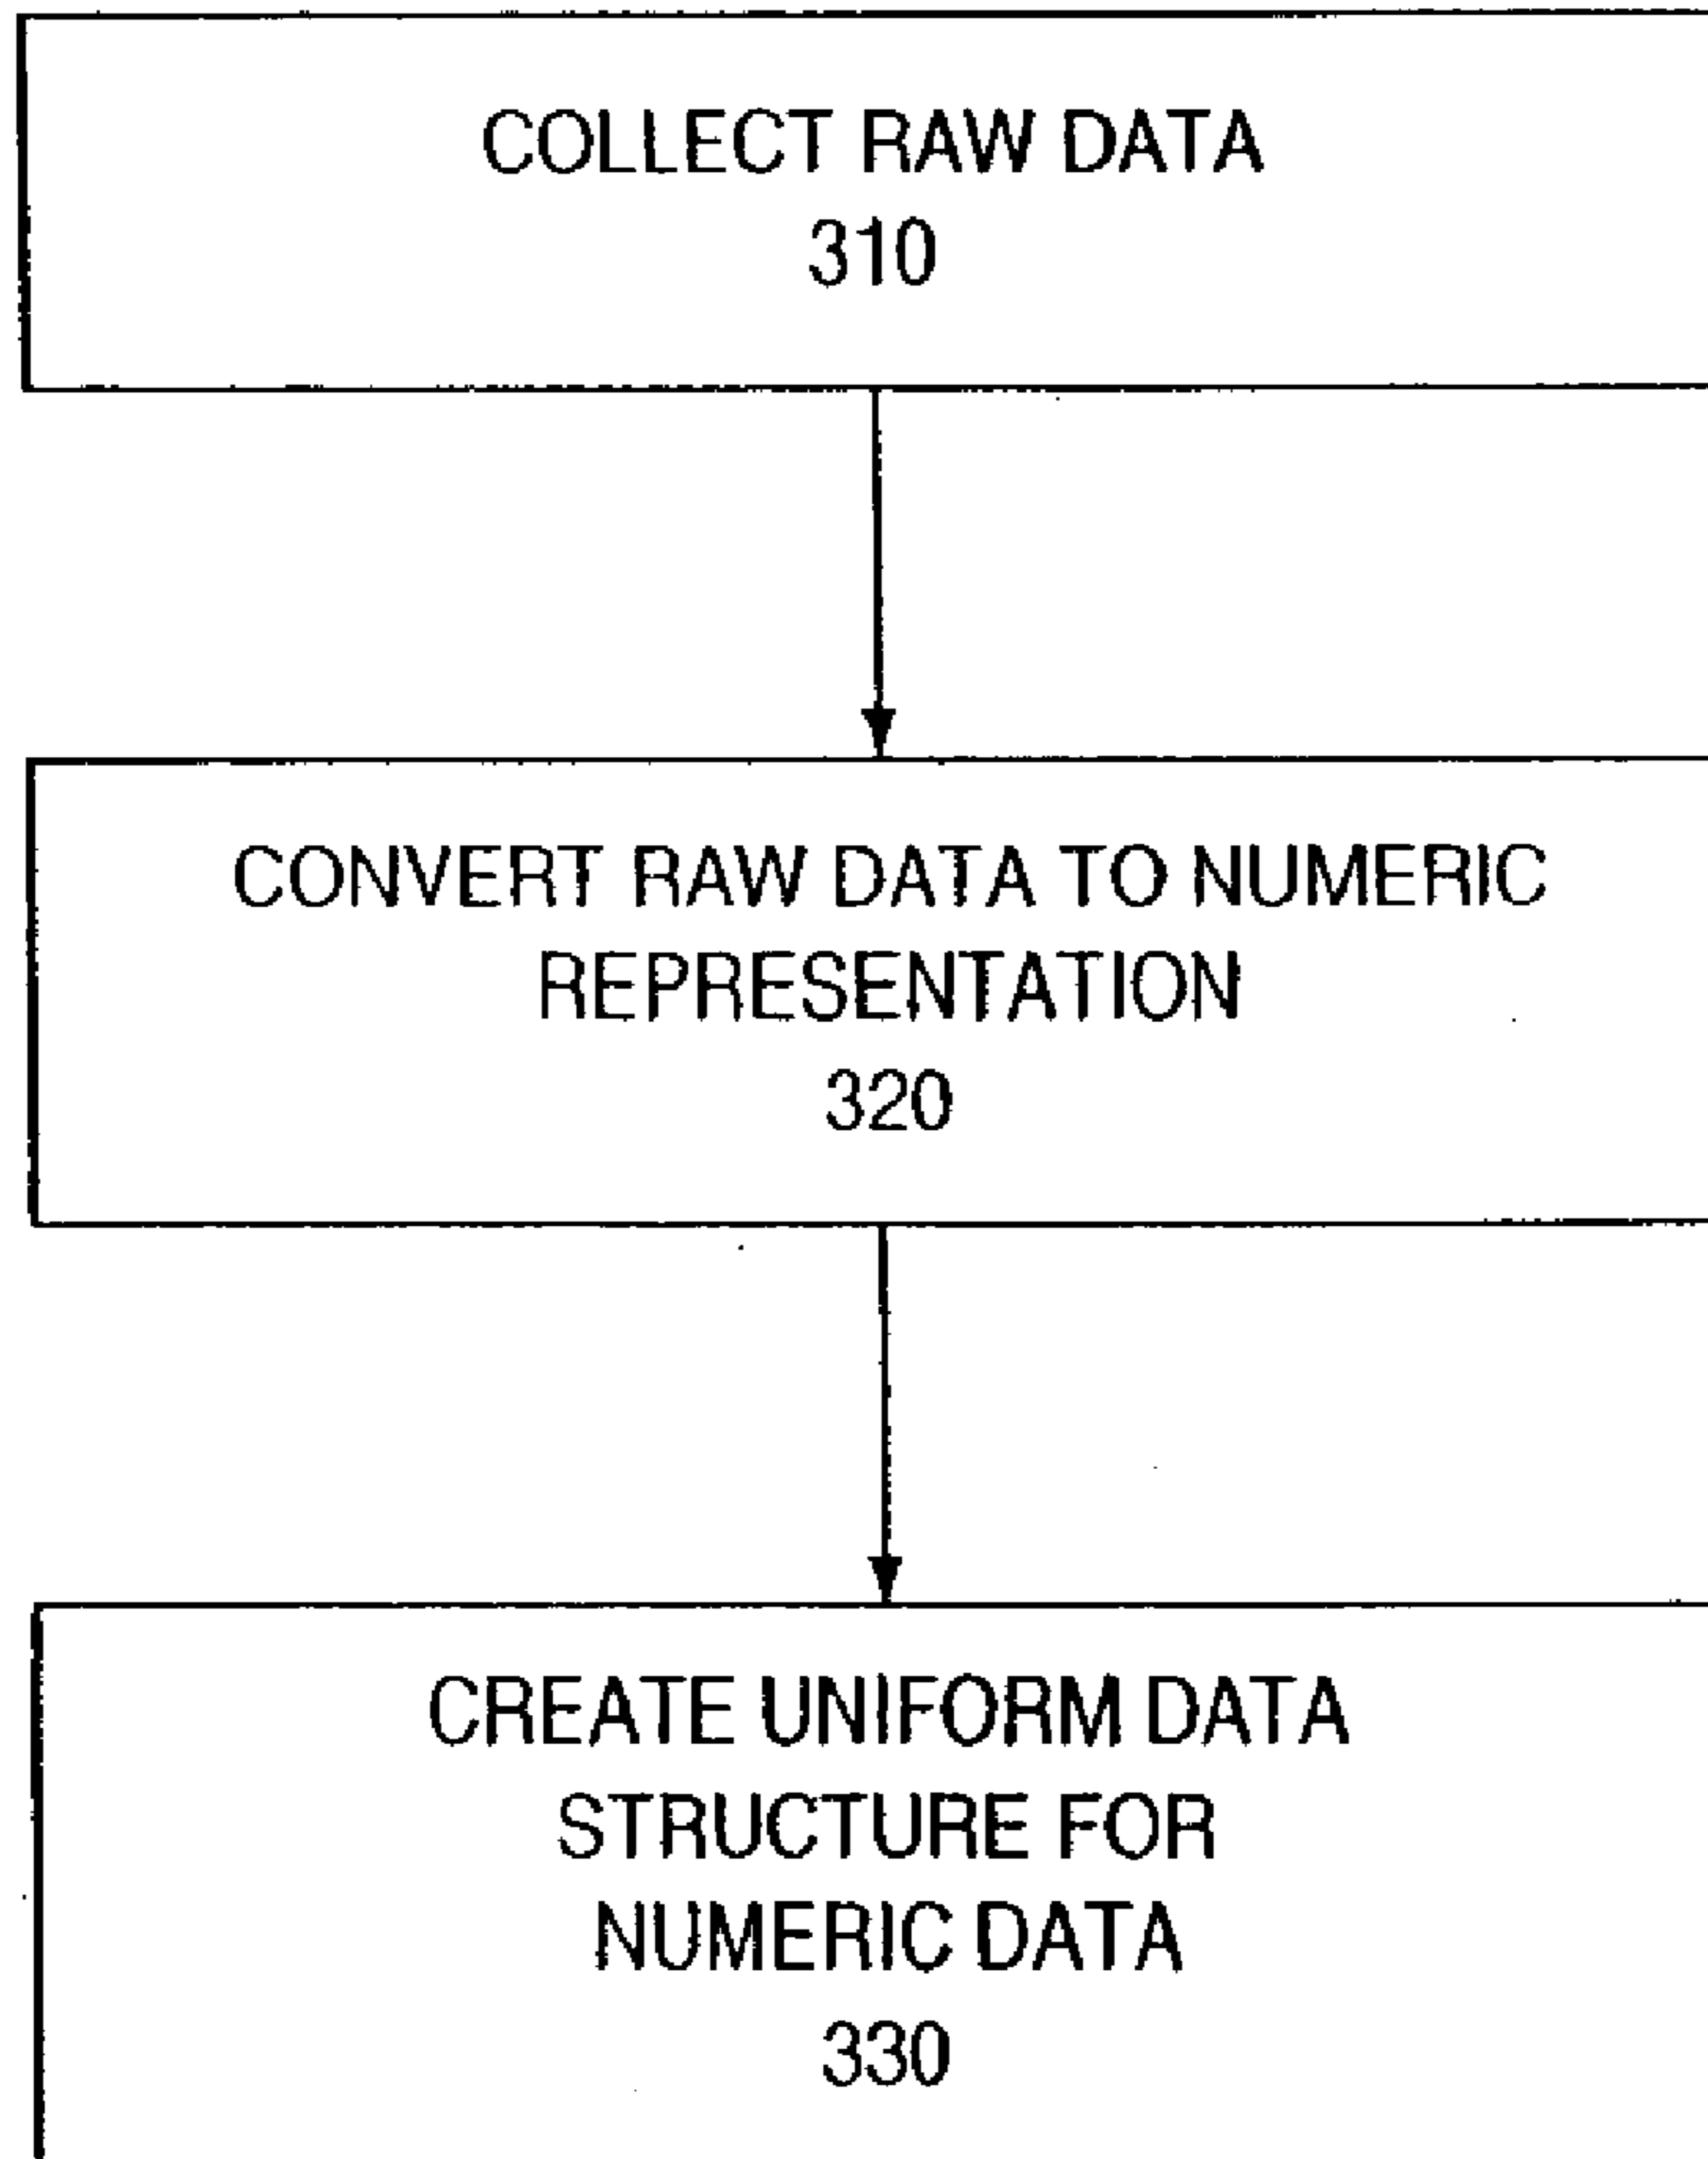 COLLECT RAW DATA
310
CONVERT RAW DATA TO NUMERIC
REPRESENTATION
320
CREATE UNIFORM DATA
STRUCTURE FOR
NUMERIC DATA
330